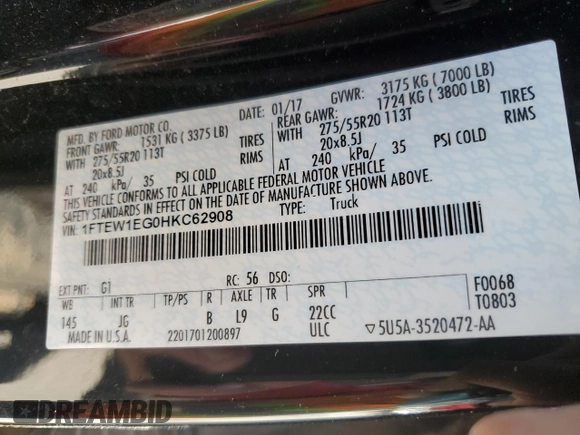 MFD. BY FORD MOTOR CO.
DATE: 01/17 GVWR: 3175 KG ( 7000 LB)
FRONT GAWR: 1531 KG ( 3375 LB) REAR GAWR: 1724 KG ( 3800 LB)
WITH 275/55R20 113T TIRES WITH 275/55R20 113T TIRES
20x8.5J RIMS 20x8.5J RIMS
AT 240 kPa/ 35 PSI COLD AT 240 kPa/ 35 PSI COLD
THIS VEHICLE CONFORMS TO ALL APPLICABLE FEDERAL MOTOR VEHICLE
SAFETY STANDARDS IN EFFECT ON THE DATE OF MANUFACTURE SHOWN ABOVE.
VIN: 1FTEW1EG0HKC62908 TYPE: Truck
EXT PNT: G1 RC: 56 DSO:
WB INT TR TP/PS R AXLE TR SPR F0068
145 JG B L9 G 22CC T0803
MADE IN U.S.A. 2201701200897 ULC ▽5U5A-3520472-AA
DREAMBID